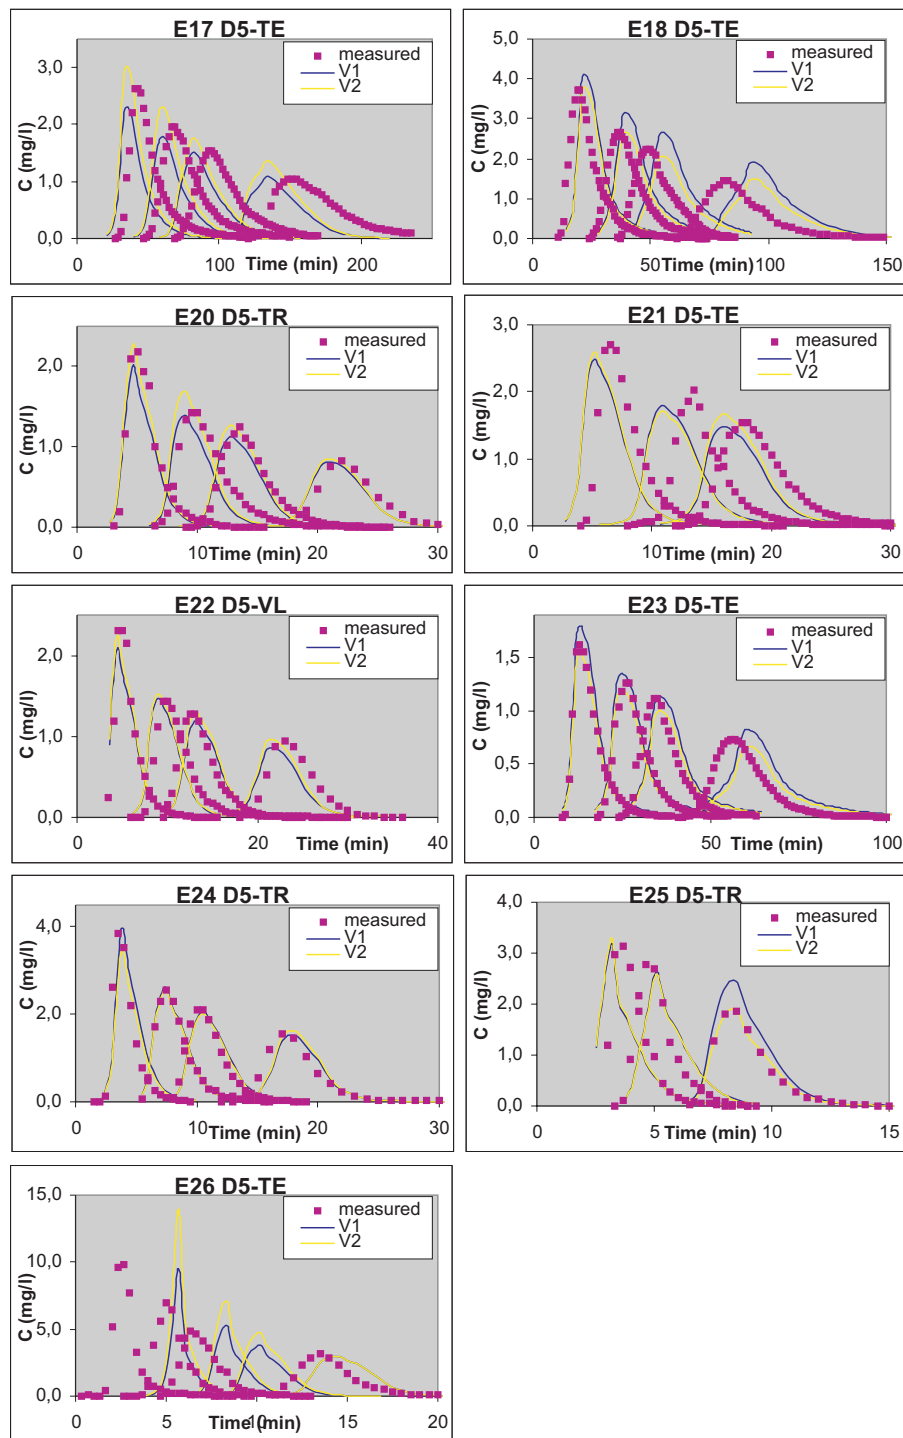 E17 D5-TE
measured
V1
V2
C (mg/l)
3,0
2,0
1,0
0,0
0
100
200
Time (min)
E18 D5-TE
measured
V1
V2
C (mg/l)
5,0
4,0
3,0
2,0
1,0
0,0
0
50
100
150
Time (min)
E20 D5-TR
measured
V1
V2
C (mg/l)
2,0
1,0
0,0
0
10
20
30
Time (min)
E21 D5-TE
measured
V1
V2
C (mg/l)
3,0
2,0
1,0
0,0
0
10
20
30
Time (min)
E22 D5-VL
measured
V1
V2
C (mg/l)
2,0
1,0
0,0
0
20
40
Time (min)
E23 D5-TE
measured
V1
V2
C (mg/l)
1,5
1,0
0,5
0,0
0
50
100
Time (min)
E24 D5-TR
measured
V1
V2
C (mg/l)
4,0
2,0
0,0
0
10
20
30
Time (min)
E25 D5-TR
measured
V1
V2
C (mg/l)
4,0
3,0
2,0
1,0
0,0
0
5
10
15
Time (min)
E26 D5-TE
measured
V1
V2
C (mg/l)
15,0
10,0
5,0
0,0
0
5
10
15
20
Time (min)